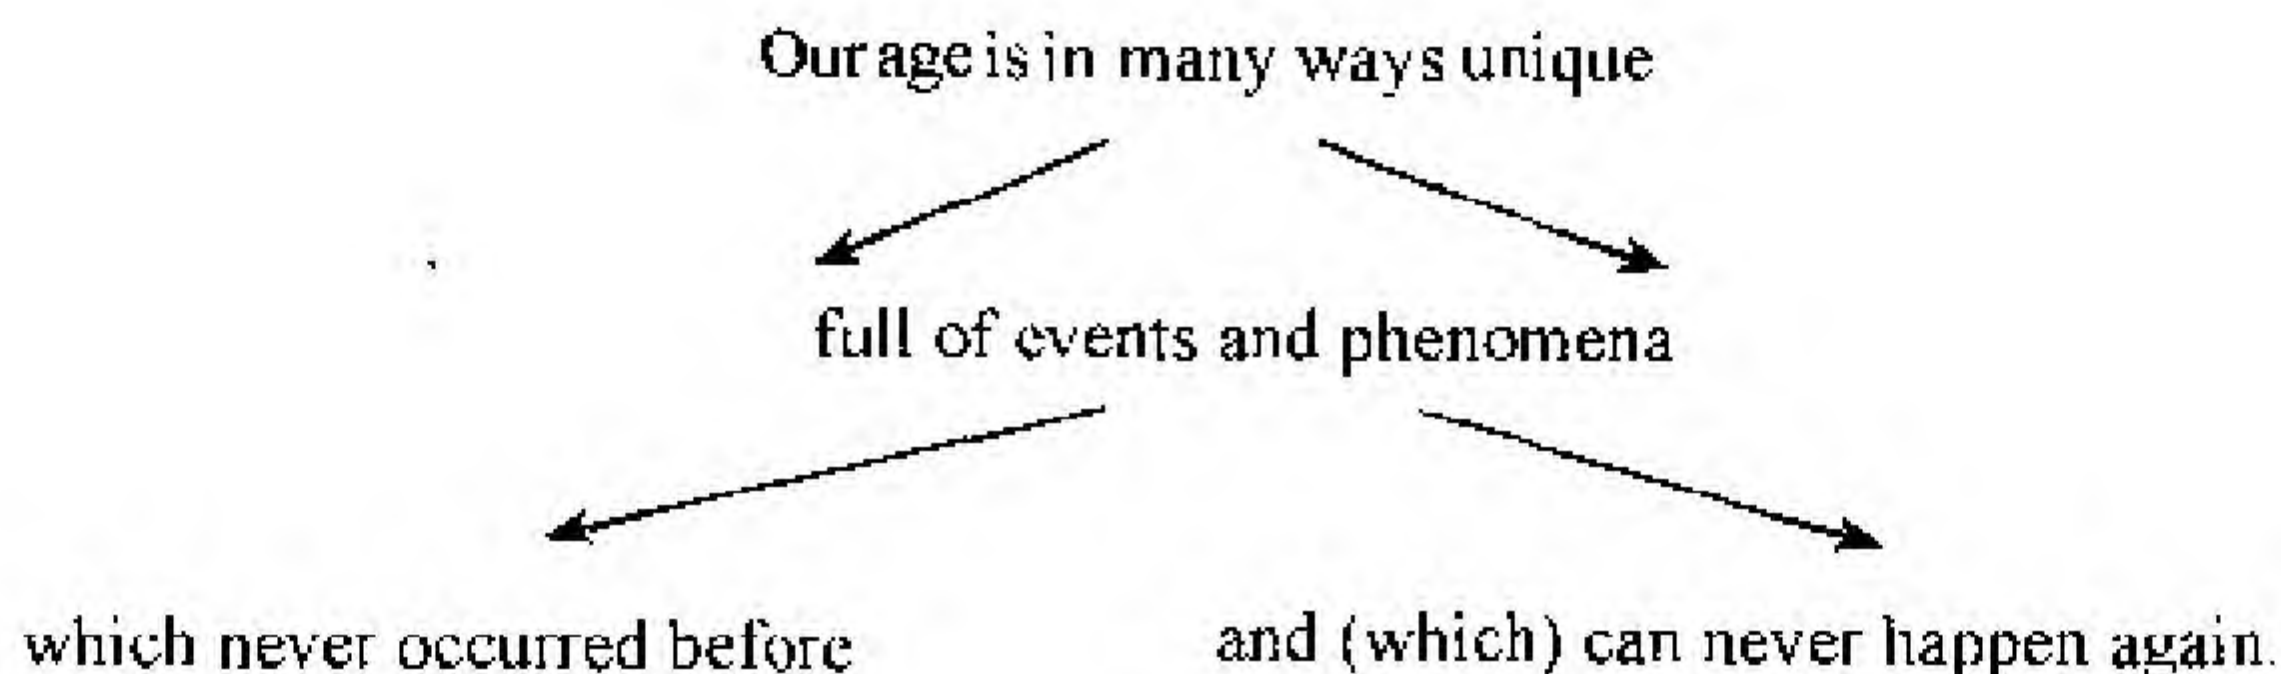 Our age is in many ways unique
full of events and phenomena
which never occurred before
and (which) can never happen again.